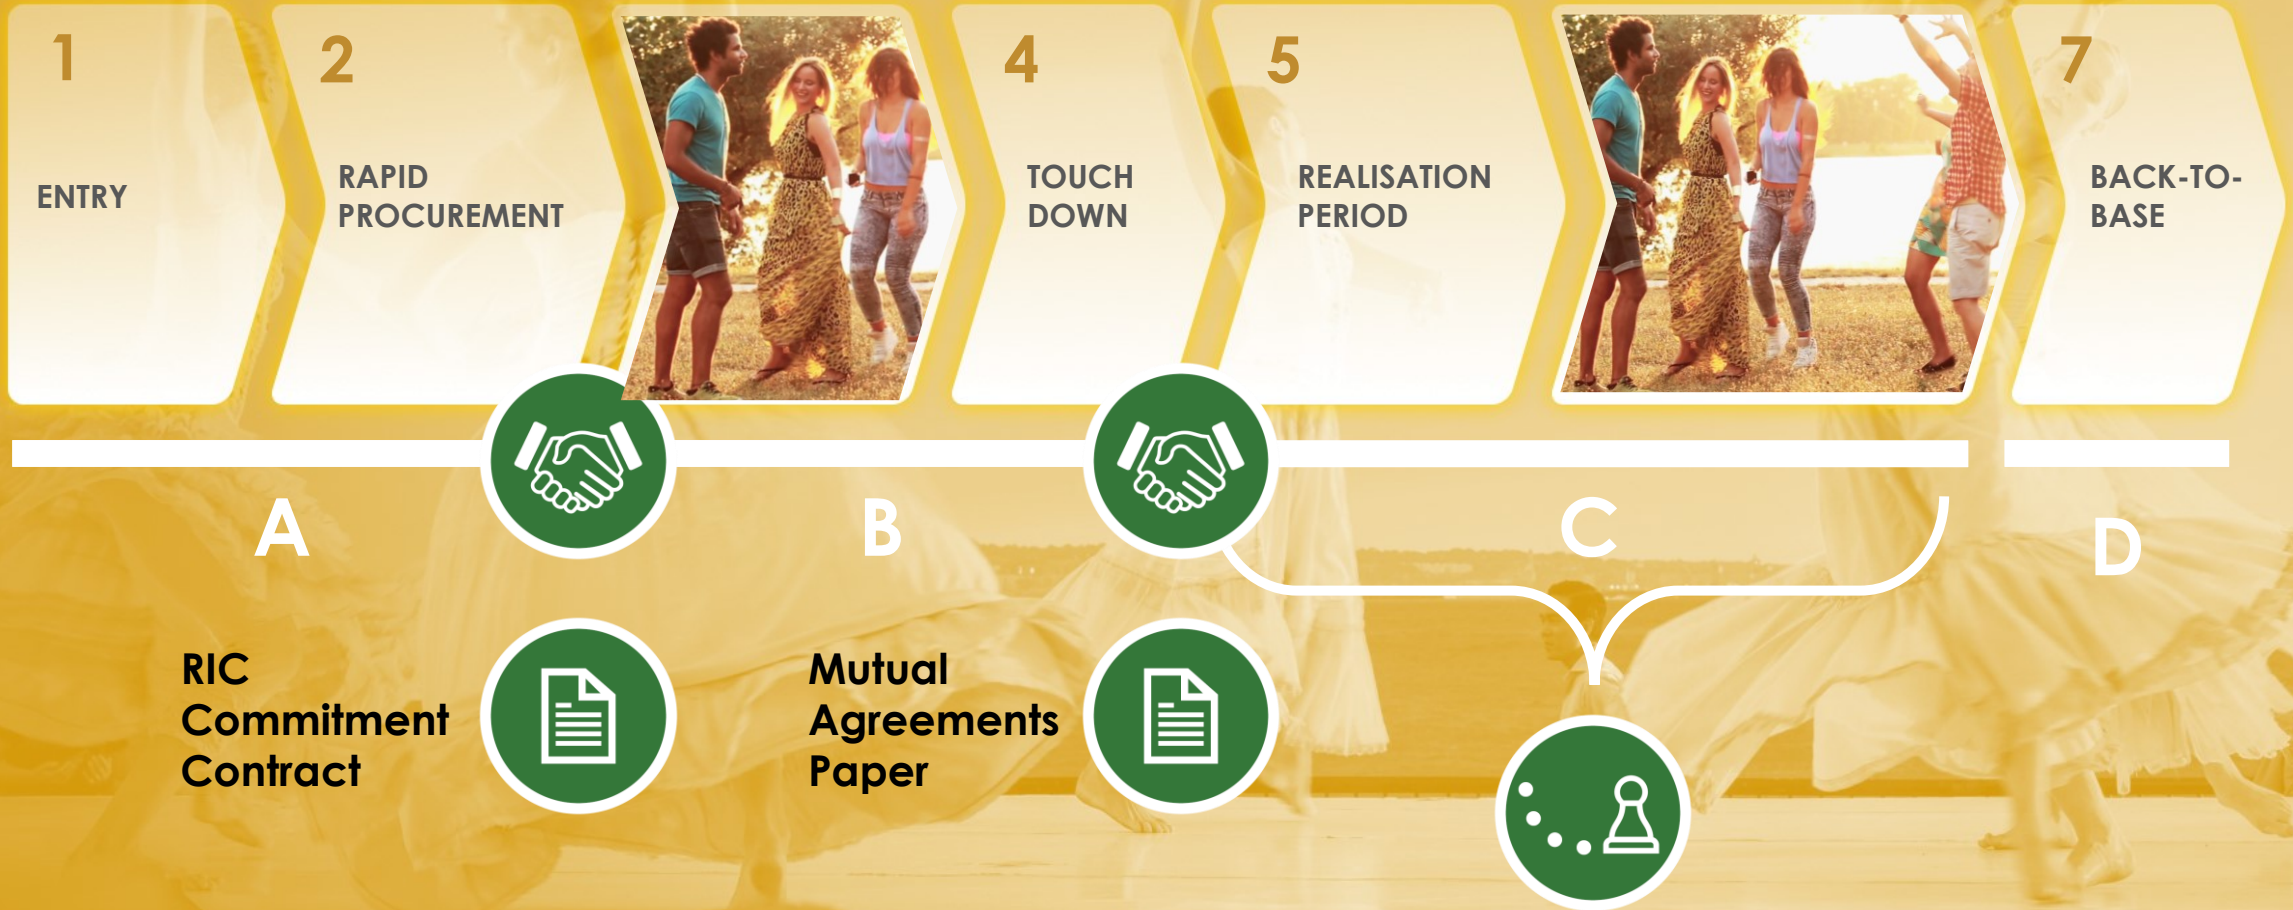 1
ENTRY
2
RAPID
PROCUREMENT
4
TOUCH
DOWN
5
REALISATION
PERIOD
7
BACK-TO-
BASE
A
B
C
D
RIC
Commitment
Contract
Mutual
Agreements
Paper